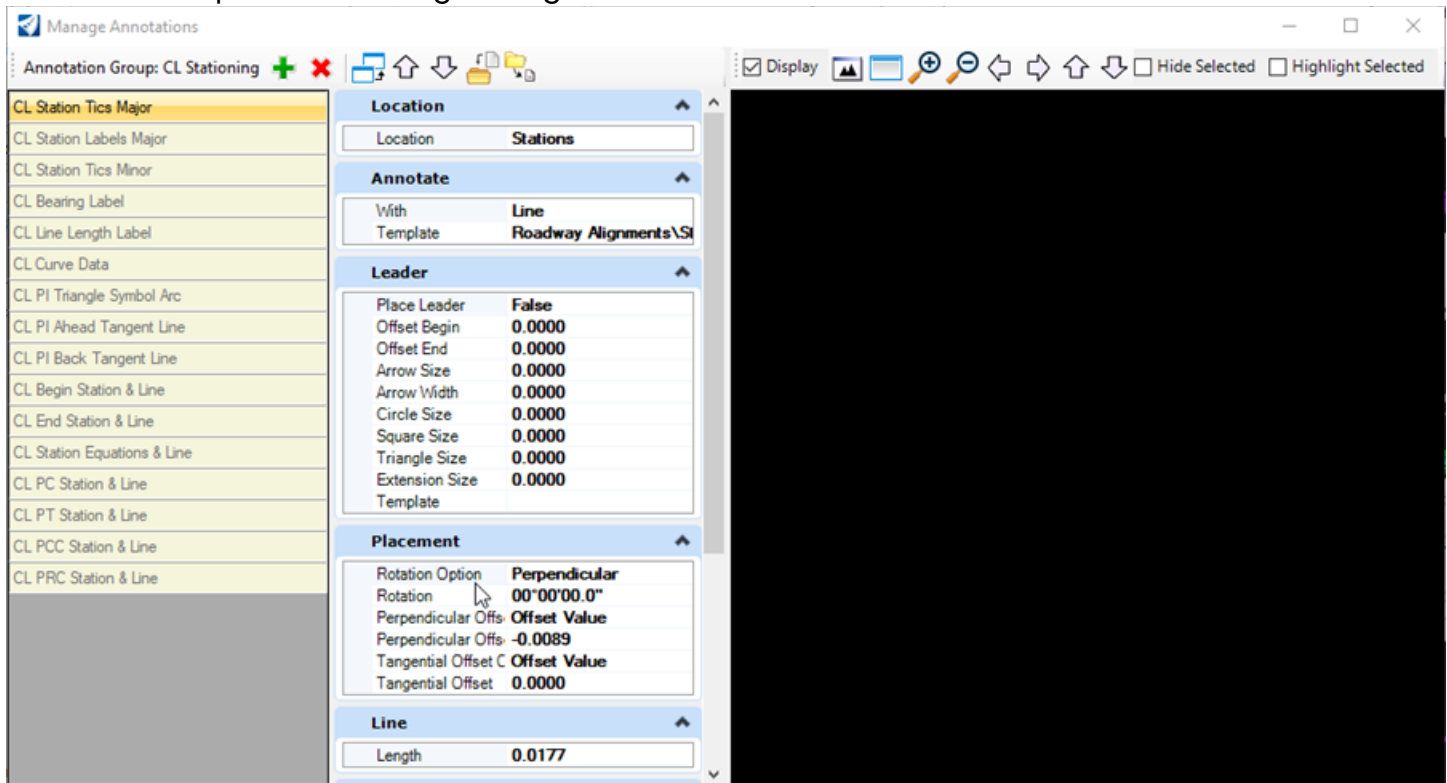 Manage Annotations
Annotation Group: CL Stationing
Display
Hide Selected
Highlight Selected
CL Station Tics Major
CL Station Labels Major
CL Station Tics Minor
CL Bearing Label
CL Line Length Label
CL Curve Data
CL PI Triangle Symbol Arc
CL PI Ahead Tangent Line
CL PI Back Tangent Line
CL Begin Station & Line
CL End Station & Line
CL Station Equations & Line
CL PC Station & Line
CL PT Station & Line
CL PCC Station & Line
CL PRC Station & Line
Location
Location Stations
Annotate
With Line
Template Roadway Alignments\St
Leader
Place Leader False
Offset Begin 0.0000
Offset End 0.0000
Arrow Size 0.0000
Arrow Width 0.0000
Circle Size 0.0000
Square Size 0.0000
Triangle Size 0.0000
Extension Size 0.0000
Template
Placement
Rotation Option Perpendicular
Rotation 00°00'00.0"
Perpendicular Offs Offset Value
Perpendicular Offs -0.0089
Tangential Offset C Offset Value
Tangential Offset 0.0000
Line
Length 0.0177